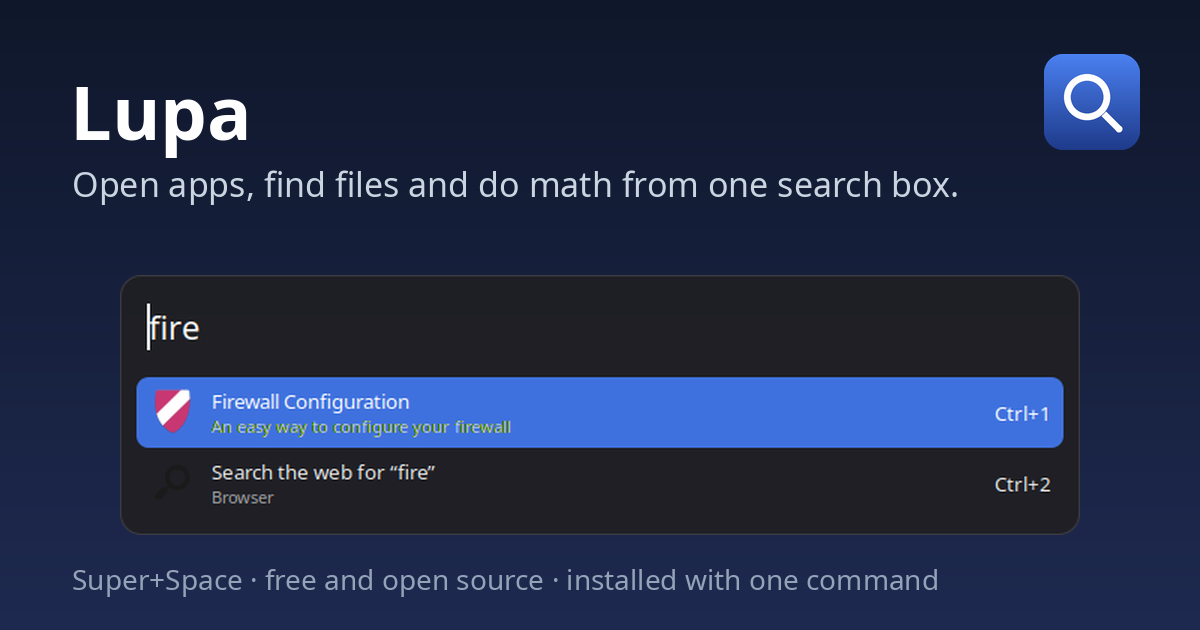 Lupa
Open apps, find files and do math from one search box.
fire
Firewall Configuration
An easy way to configure your firewall
Ctrl+1
Search the web for “fire”
Browser
Ctrl+2
Super+Space · free and open source · installed with one command